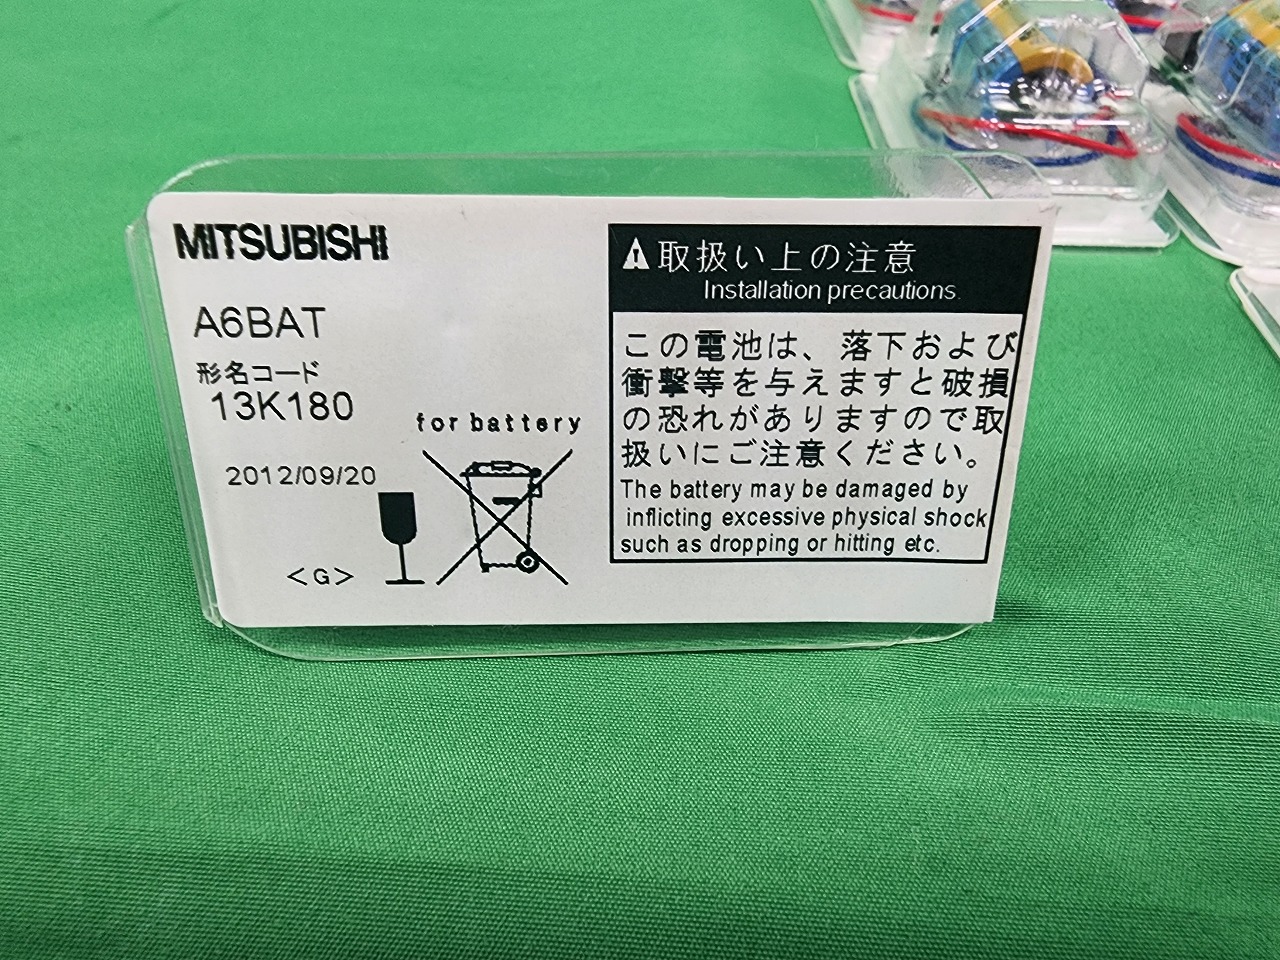 MITSUBISHI
A6BAT
形名コード
13K180
2012/09/20
<G>
for battery
取扱い上の注意
Installation precautions.
この電池は、落下および
衝撃等を与えますと破損
の恐れがありますので取
扱いにご注意ください。
The battery may be damaged by
inflicting excessive physical shock
such as dropping or hitting etc.